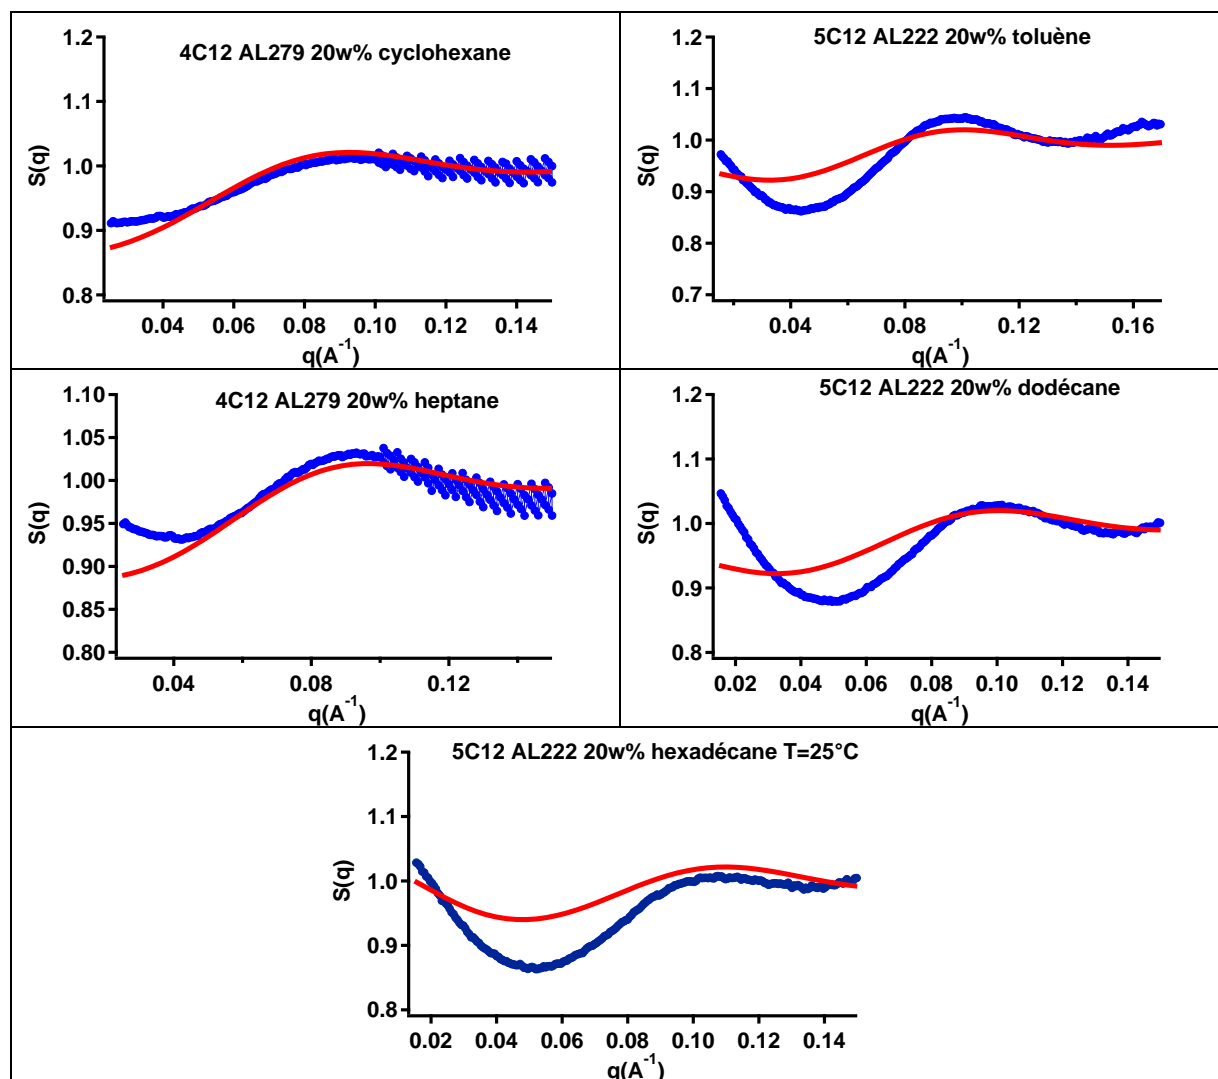 4C12 AL279 20w% cyclohexane
S(q)
1.2
1.1
1.0
0.9
0.8
0.04 0.06 0.08 0.10 0.12 0.14
q(A⁻¹)
5C12 AL222 20w% toluène
S(q)
1.2
1.1
1.0
0.9
0.8
0.7
0.04 0.08 0.12 0.16
q(A⁻¹)
4C12 AL279 20w% heptane
S(q)
1.10
1.05
1.00
0.95
0.90
0.85
0.80
0.04 0.08 0.12
q(A⁻¹)
5C12 AL222 20w% dodécane
S(q)
1.2
1.1
1.0
0.9
0.8
0.02 0.04 0.06 0.08 0.10 0.12 0.14
q(A⁻¹)
5C12 AL222 20w% hexadécane T=25°C
S(q)
1.2
1.1
1.0
0.9
0.8
0.02 0.04 0.06 0.08 0.10 0.12 0.14
q(A⁻¹)